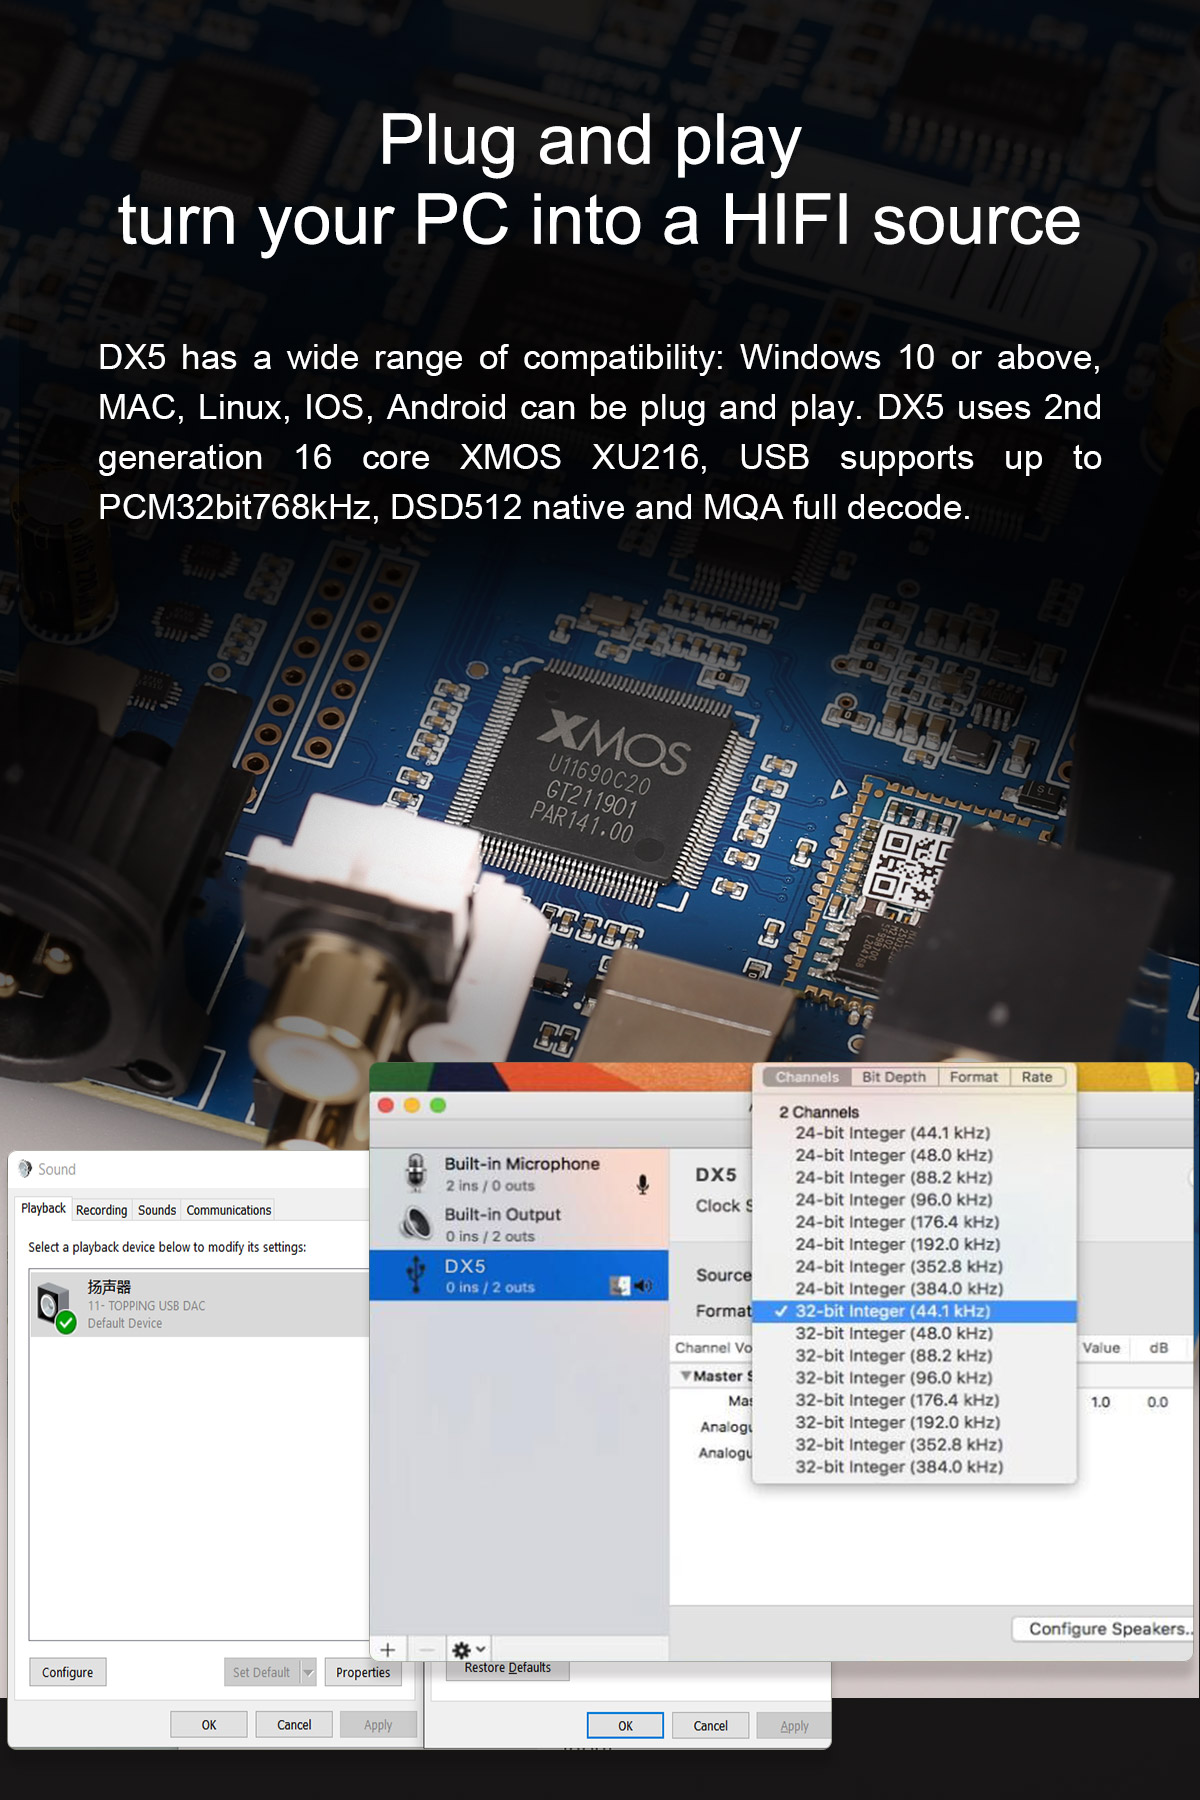 Plug and play
turn your PC into a HIFI source
DX5 has a wide range of compatibility: Windows 10 or above,
MAC, Linux, IOS, Android can be plug and play. DX5 uses 2nd
generation 16 core XMOS XU216, USB supports up to
PCM32bit768kHz, DSD512 native and MQA full decode.
XMOS
U11690C20
GT211901
PAR141.00
SL
Sound
Playback Recording Sounds Communications
Select a playback device below to modify its settings:
扬声器
11- TOPPING USB DAC
Default Device
Configure
Set Default
Properties
OK Cancel Apply
Built-in Microphone
2 ins / 0 outs
Built-in Output
0 ins / 2 outs
DX5
0 ins / 2 outs
DX5
Clock S
Source
Format
Channel Vo
Value dB
Master S
Mas
1.0 0.0
Analogu
Analogu
Channels Bit Depth Format Rate
2 Channels
24-bit Integer (44.1 kHz)
24-bit Integer (48.0 kHz)
24-bit Integer (88.2 kHz)
24-bit Integer (96.0 kHz)
24-bit Integer (176.4 kHz)
24-bit Integer (192.0 kHz)
24-bit Integer (352.8 kHz)
24-bit Integer (384.0 kHz)
✓ 32-bit Integer (44.1 kHz)
32-bit Integer (48.0 kHz)
32-bit Integer (88.2 kHz)
32-bit Integer (96.0 kHz)
32-bit Integer (176.4 kHz)
32-bit Integer (192.0 kHz)
32-bit Integer (352.8 kHz)
32-bit Integer (384.0 kHz)
Configure Speakers..
Restore Defaults
OK Cancel Apply